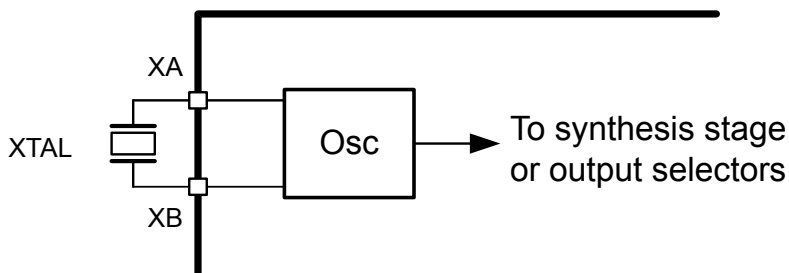 XA
XTAL
Osc
XB
To synthesis stage
or output selectors